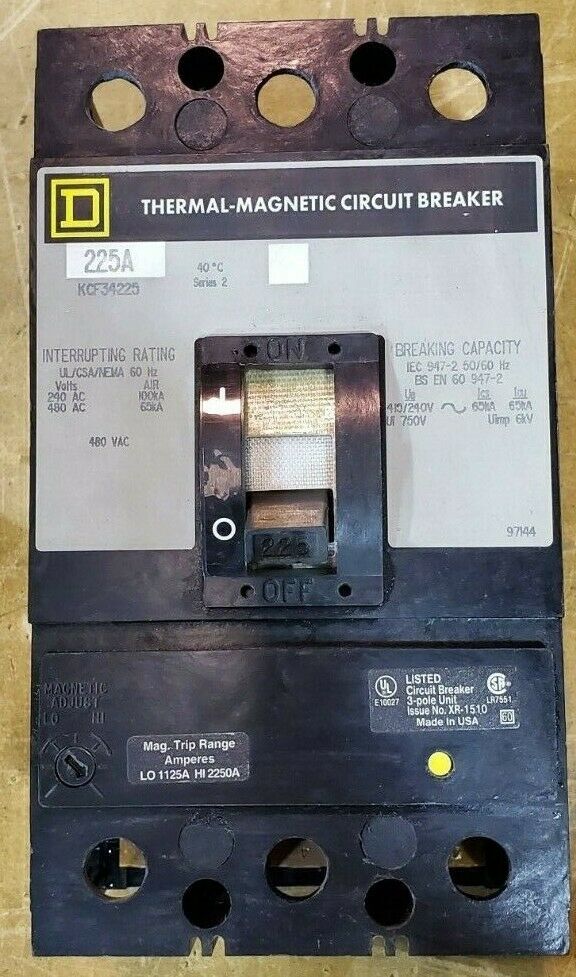 D
THERMAL-MAGNETIC CIRCUIT BREAKER
225A
KCF34225
40°C
Series 2
INTERRUPTING RATING
UL/CSA/NEMA 60 Hz
Volts AIR
240 AC 100kA
480 AC 65kA
480 VAC
ON
I
O
225
OFF
BREAKING CAPACITY
IEC 947-2 50/60 Hz
BS EN 60 947-2
Ue Ics Icu
415/240V ~ 65kA 65kA
Ui 750V Uimp 6kV
97144
MAGNETIC
ADJUST
LO HI
Mag. Trip Range
Amperes
LO 1125A HI 2250A
UL
E10027
LISTED
Circuit Breaker
3-pole Unit
Issue No. XR-1510
Made In USA
SA
LR7551
60